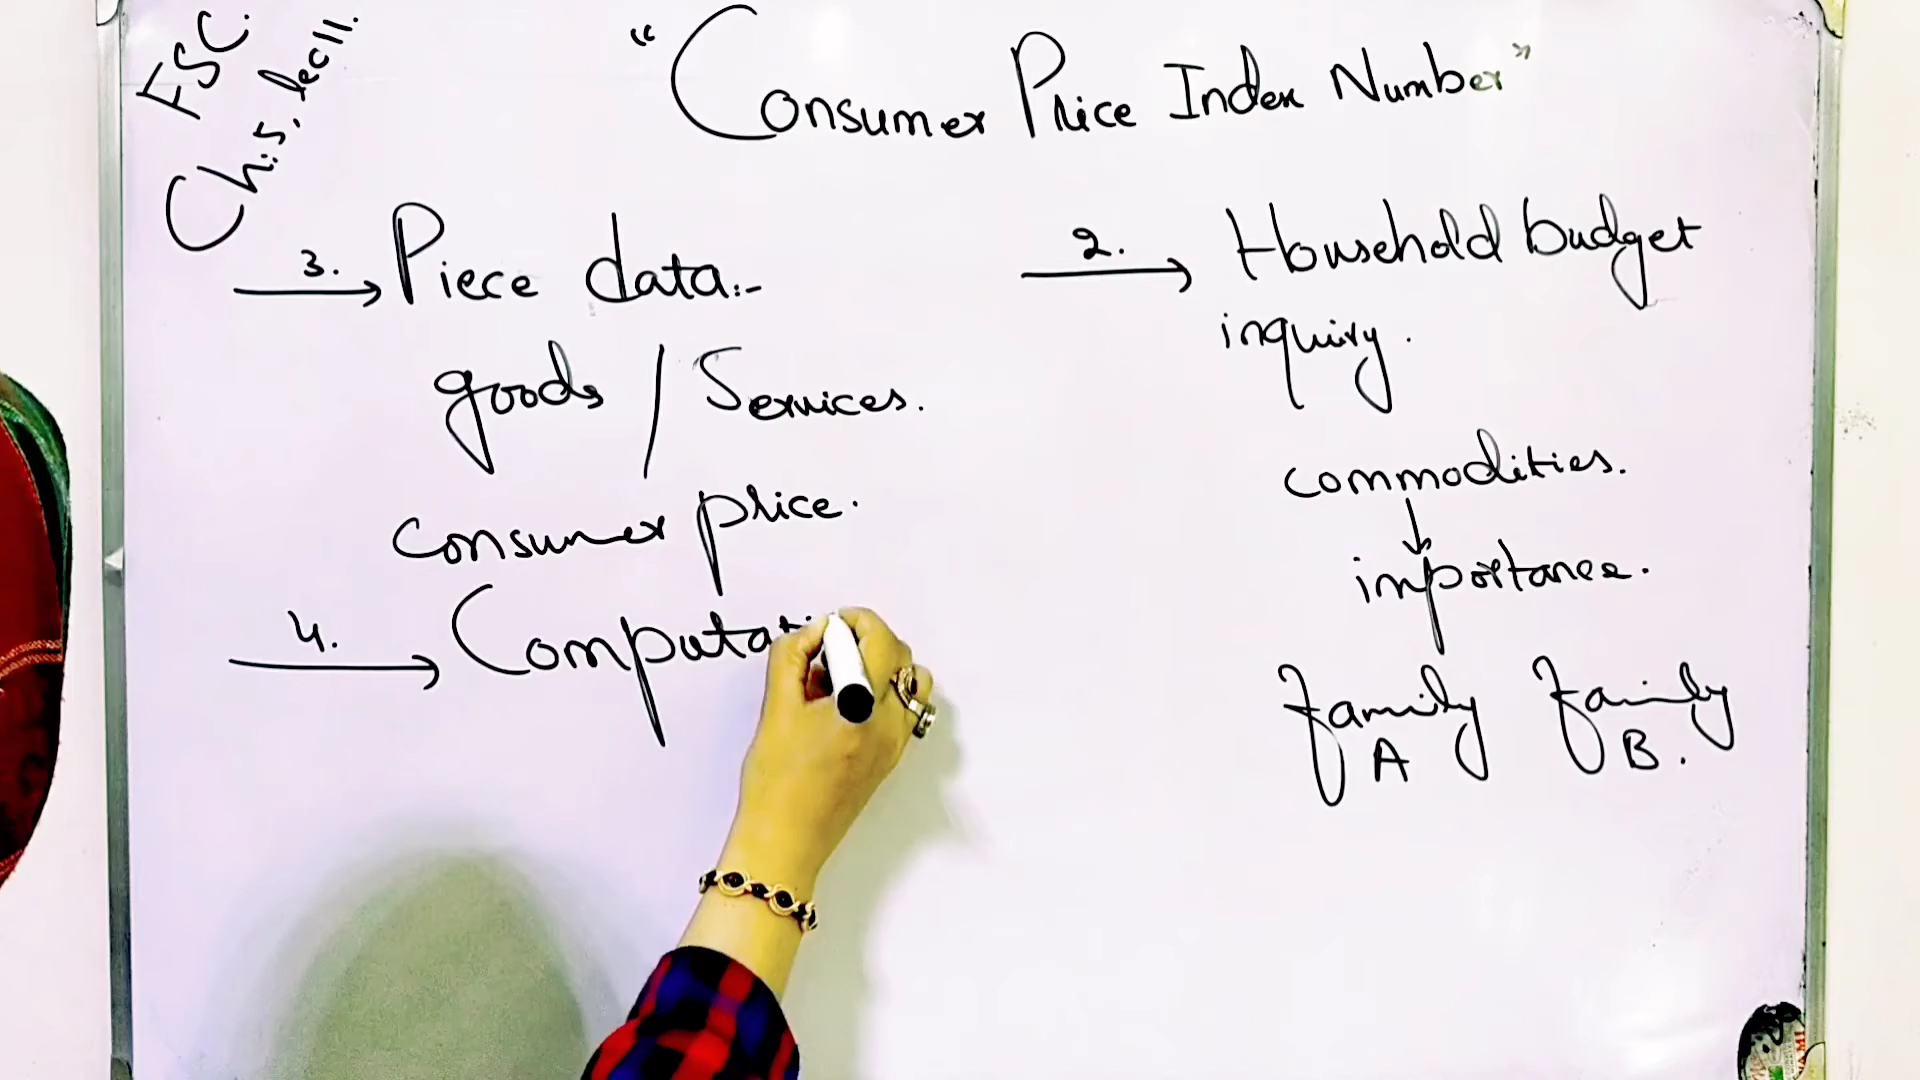 FSC.
Ch.5. lec11.
"Consumer Price Index Number"
3. Piece data:-
goods / Services.
consumer price.
4. Computati
2. Household budget
inquiry.
commodities.
importance.
Family Family
A B.